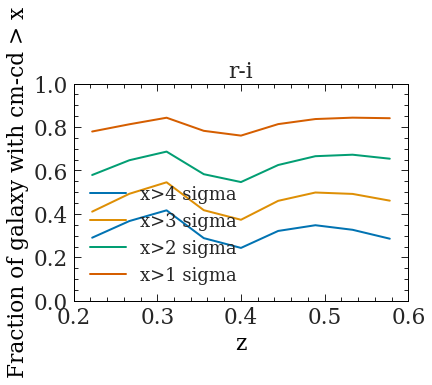 r-i
Fraction of galaxy with cm-cd > x
1.0
0.8
0.6
0.4
0.2
0.0
x>4 sigma
x>3 sigma
x>2 sigma
x>1 sigma
0.2 0.3 0.4 0.5 0.6
z